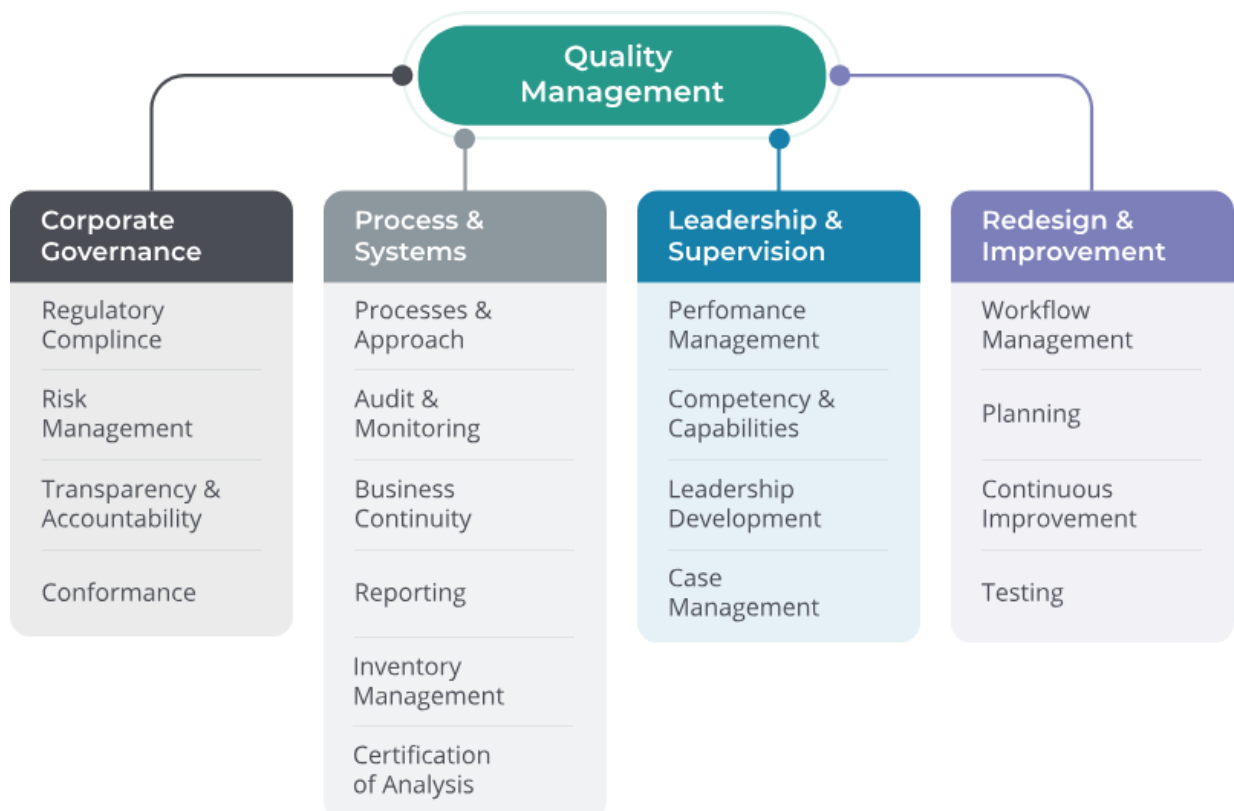 Quality
Management
Corporate
Governance
Regulatory
Complince
Risk
Management
Transparency &
Accountability
Conformance
Process &
Systems
Processes &
Approach
Audit &
Monitoring
Business
Continuity
Reporting
Inventory
Management
Certification
of Analysis
Leadership &
Supervision
Perfomance
Management
Competency &
Capabilities
Leadership
Development
Case
Management
Redesign &
Improvement
Workflow
Management
Planning
Continuous
Improvement
Testing